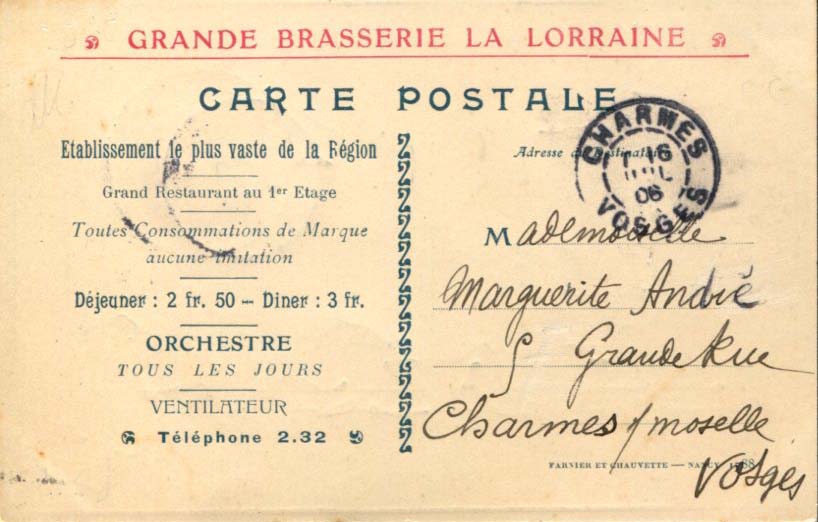 GRANDE BRASSERIE LA LORRAINE
CARTE POSTALE
Etablissement le plus vaste de la Région
Grand Restaurant au 1er Etage
Toutes Consommations de Marque
aucune imitation
Déjeuner : 2 fr. 50 — Diner : 3 fr.
ORCHESTRE
TOUS LES JOURS
VENTILATEUR
Téléphone 2.32
Adresse du Destinataire
CHARMES
16
JUIL
06
VOSGES
Mademoiselle
Marguerite André
Grande Rue
Charmes s/ moselle
Vosges
FARNIER ET CHAUVETTE — NANCY